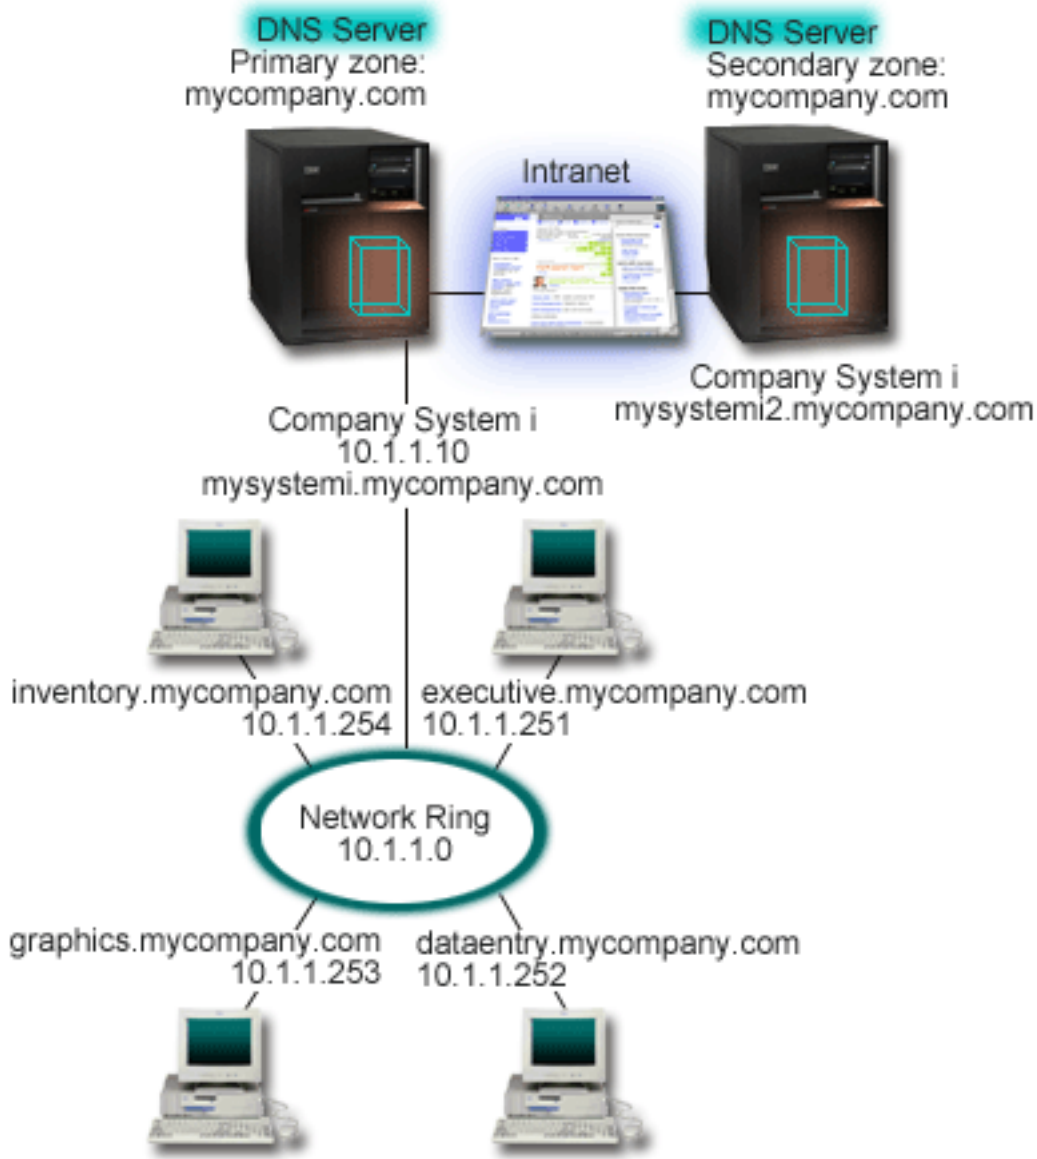 DNS Server
Primary zone:
mycompany.com
DNS Server
Secondary zone:
mycompany.com
Intranet
Company System i
10.1.1.10
mysystemi.mycompany.com
Company System i
mysystemi2.mycompany.com
inventory.mycompany.com
10.1.1.254
executive.mycompany.com
10.1.1.251
Network Ring
10.1.1.0
graphics.mycompany.com
10.1.1.253
dataentry.mycompany.com
10.1.1.252